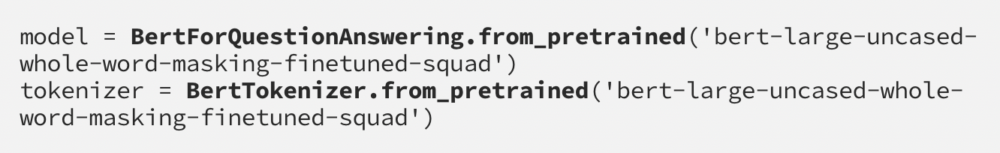 model = BertForQuestionAnswering.from_pretrained('bert-large-uncased-
whole-word-masking-finetuned-squad')
tokenizer = BertTokenizer.from_pretrained('bert-large-uncased-whole-
word-masking-finetuned-squad')